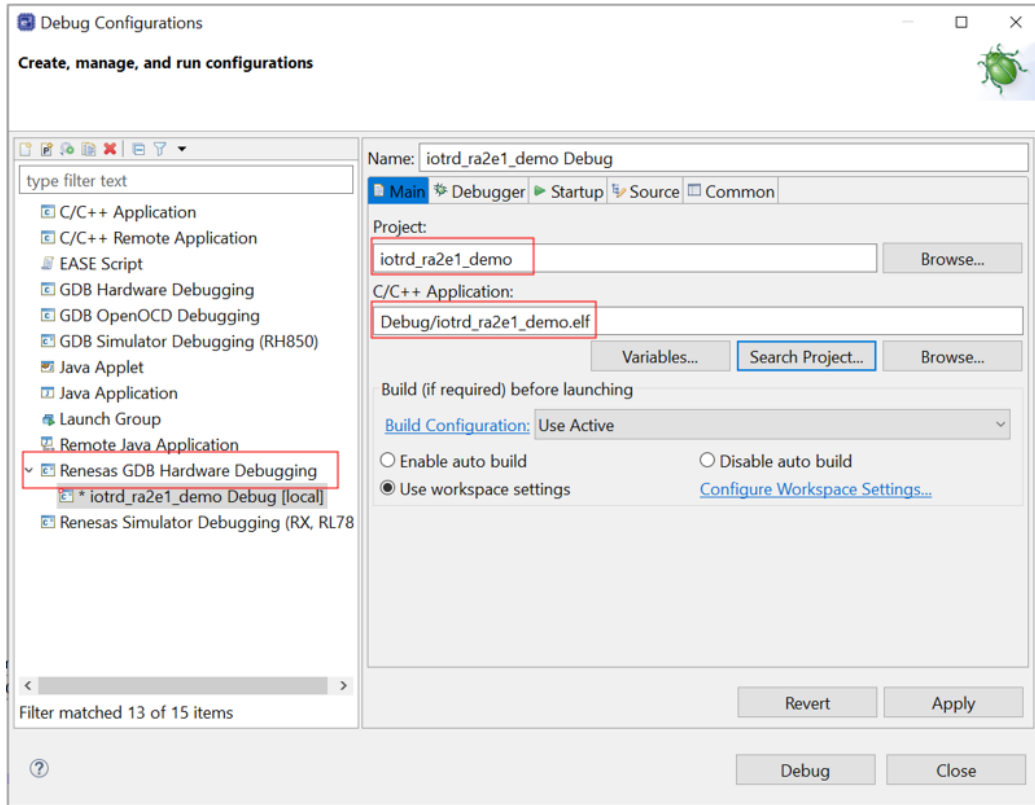 Debug Configurations
Create, manage, and run configurations
type filter text
C/C++ Application
C/C++ Remote Application
EASE Script
GDB Hardware Debugging
GDB OpenOCD Debugging
GDB Simulator Debugging (RH850)
Java Applet
Java Application
Launch Group
Remote Java Application
Renesas GDB Hardware Debugging
* iotrd_ra2e1_demo Debug [local]
Renesas Simulator Debugging (RX, RL78
Filter matched 13 of 15 items
Name: iotrd_ra2e1_demo Debug
Main Debugger Startup Source Common
Project:
iotrd_ra2e1_demo Browse...
C/C++ Application:
Debug/iotrd_ra2e1_demo.elf
Variables... Search Project... Browse...
Build (if required) before launching
Build Configuration: Use Active
Enable auto build Disable auto build
Use workspace settings Configure Workspace Settings...
Revert Apply
Debug Close